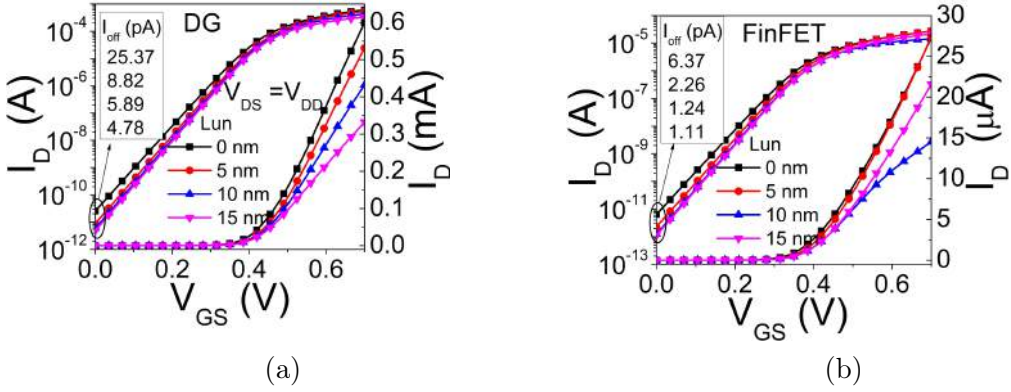 DG
I_off (pA)
25.37
8.82
5.89
4.78
V_DS =V_DD
Lun
0 nm
5 nm
10 nm
15 nm
10^-4
10^-6
10^-8
10^-10
10^-12
I_D (A)
0.6
0.5
0.4
0.3
0.2
0.1
0.0
I_D (mA)
0.0 0.2 0.4 0.6
V_GS (V)
(a)
FinFET
I_off (pA)
6.37
2.26
1.24
1.11
Lun
0 nm
5 nm
10 nm
15 nm
10^-5
10^-7
10^-9
10^-11
10^-13
I_D (A)
30
25
20
15
10
5
0
I_D (μA)
0.0 0.2 0.4 0.6
V_GS (V)
(b)